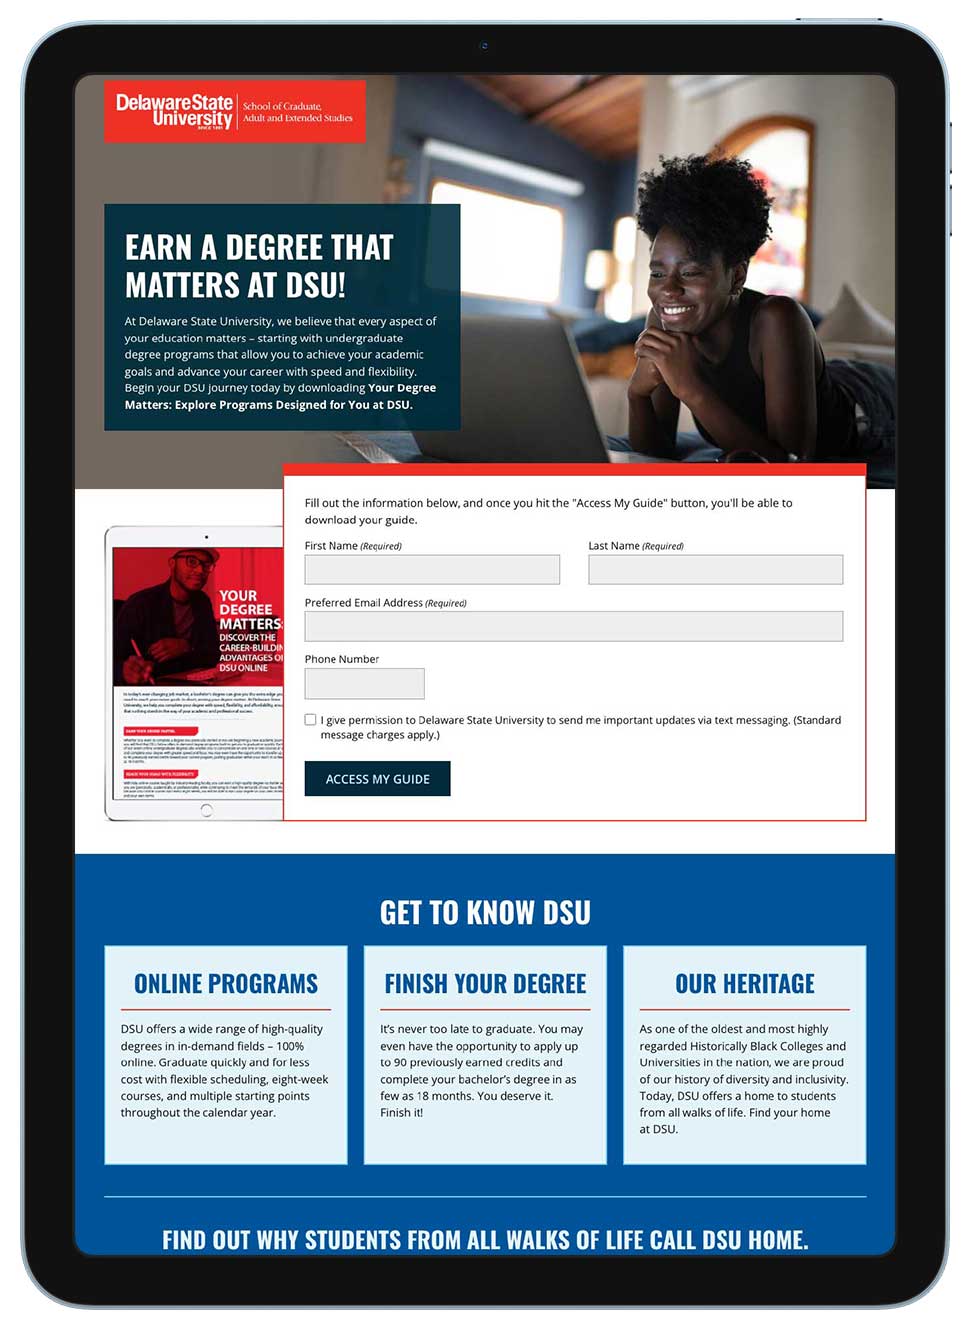 DelawareState
University
SINCE 1891
School of Graduate,
Adult and Extended Studies
EARN A DEGREE THAT
MATTERS AT DSU!
At Delaware State University, we believe that every aspect of
your education matters – starting with undergraduate
degree programs that allow you to achieve your academic
goals and advance your career with speed and flexibility.
Begin your DSU journey today by downloading Your Degree
Matters: Explore Programs Designed for You at DSU.
Fill out the information below, and once you hit the "Access My Guide" button, you'll be able to
download your guide.
First Name (Required)
Last Name (Required)
Preferred Email Address (Required)
Phone Number
I give permission to Delaware State University to send me important updates via text messaging. (Standard
message charges apply.)
ACCESS MY GUIDE
YOUR
DEGREE
MATTERS:
DISCOVER THE
CAREER-BUILDIN
ADVANTAGES O
DSU ONLINE
GET TO KNOW DSU
ONLINE PROGRAMS
DSU offers a wide range of high-quality
degrees in in-demand fields – 100%
online. Graduate quickly and for less
cost with flexible scheduling, eight-week
courses, and multiple starting points
throughout the calendar year.
FINISH YOUR DEGREE
It's never too late to graduate. You may
even have the opportunity to apply up
to 90 previously earned credits and
complete your bachelor's degree in as
few as 18 months. You deserve it.
Finish it!
OUR HERITAGE
As one of the oldest and most highly
regarded Historically Black Colleges and
Universities in the nation, we are proud
of our history of diversity and inclusivity.
Today, DSU offers a home to students
from all walks of life. Find your home
at DSU.
FIND OUT WHY STUDENTS FROM ALL WALKS OF LIFE CALL DSU HOME.